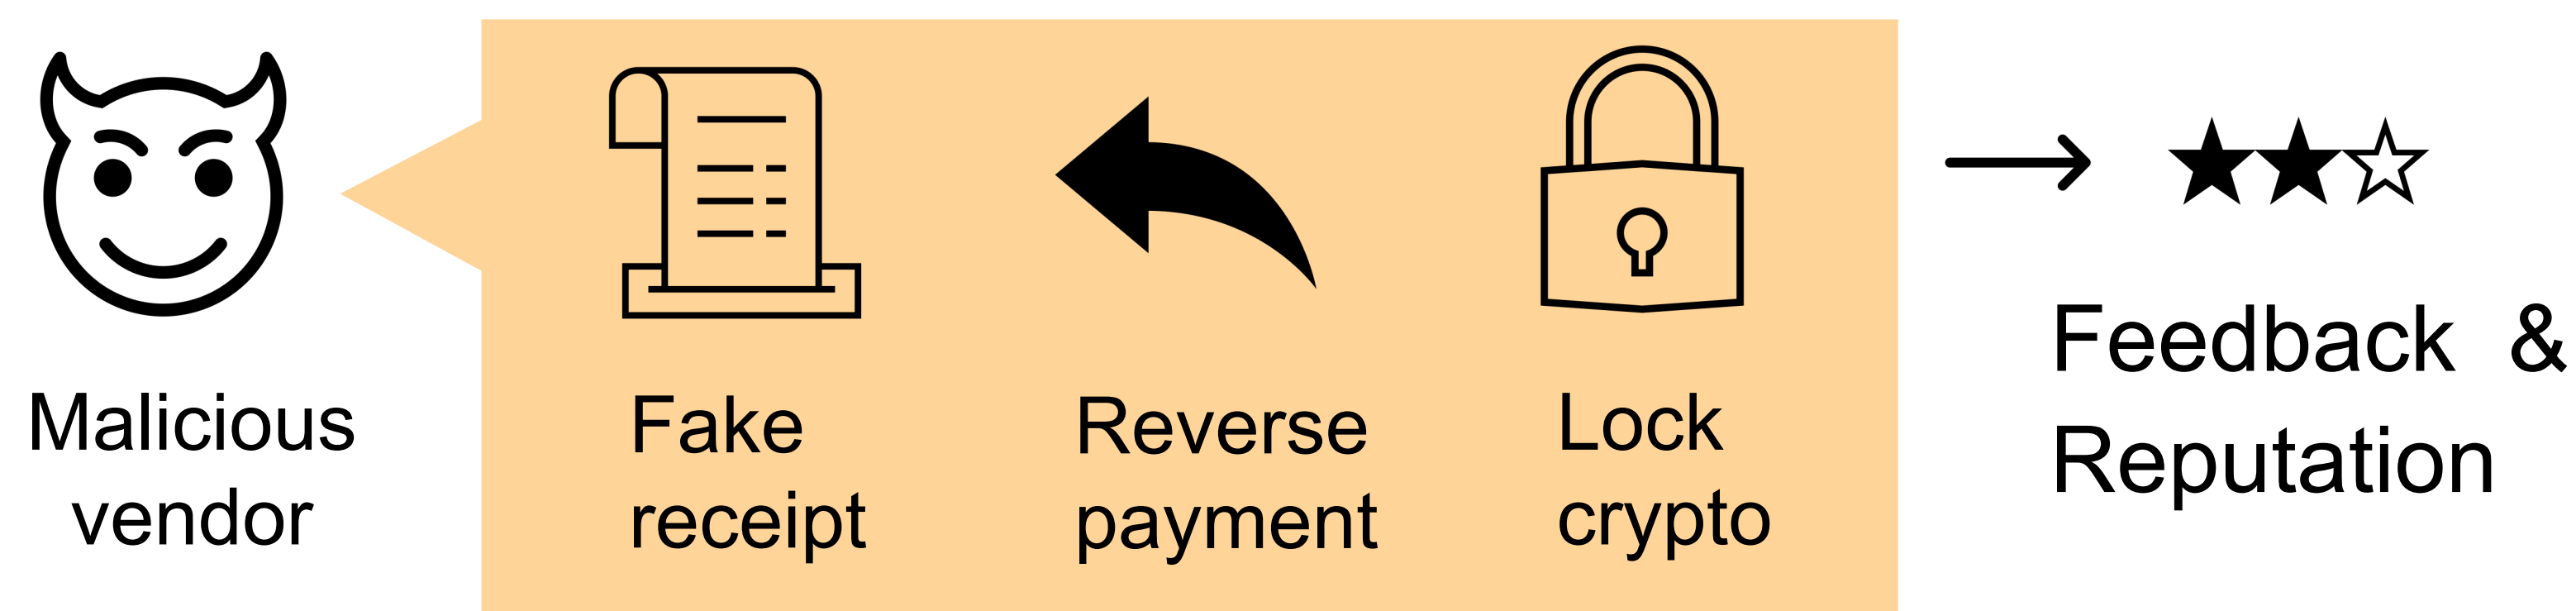 Malicious
vendor
Fake
receipt
Reverse
payment
Lock
crypto
Feedback &
Reputation